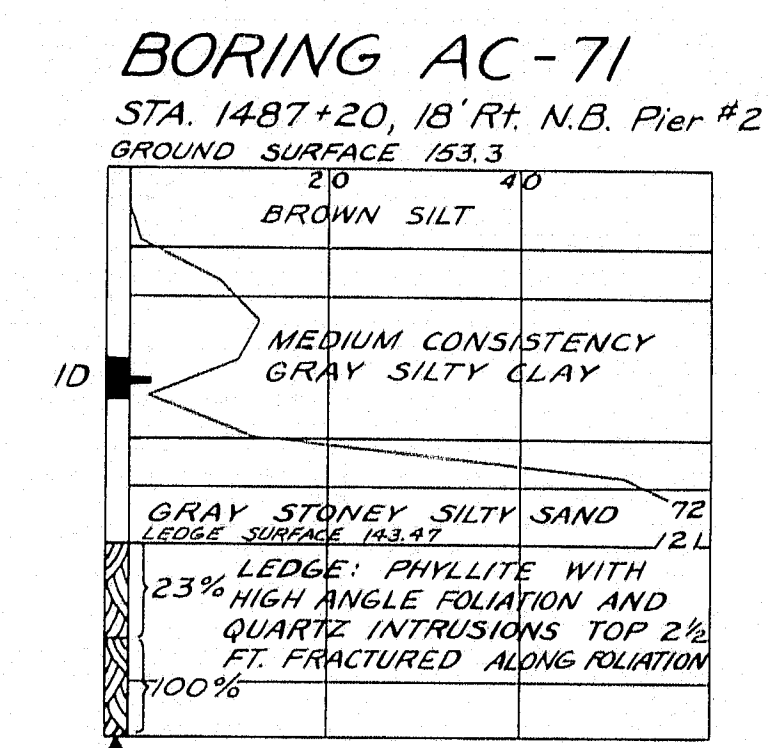 BORING AC-71
STA. 1487+20, 18' Rt. N.B. Pier #2
GROUND SURFACE 153.3
20 40
BROWN SILT
MEDIUM CONSISTENCY
1D
GRAY SILTY CLAY
GRAY STONEY SILTY SAND
72
LEDGE SURFACE 143.47
121
23%
LEDGE: PHYLLITE WITH
HIGH ANGLE FOLIATION AND
QUARTZ INTRUSIONS TOP 2½
FT. FRACTURED ALONG FOLIATION
100%